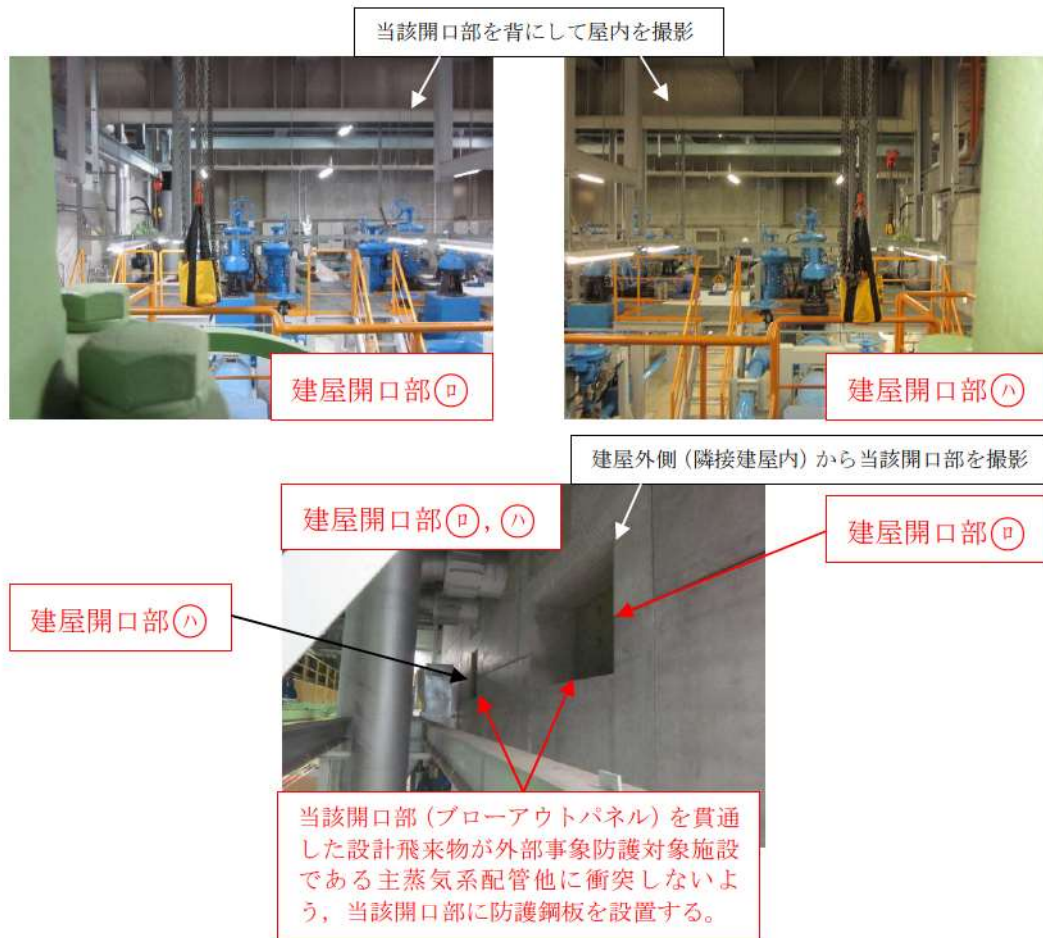 当該開口部を背にして屋内を撮影
建屋開口部㋺
建屋開口部㋩
建屋外側（隣接建屋内）から当該開口部を撮影
建屋開口部㋺，㋩
建屋開口部㋺
建屋開口部㋩
当該開口部（ブローアウトパネル）を貫通
した設計飛来物が外部事象防護対象施設
である主蒸気系配管他に衝突しないよ
う，当該開口部に防護鋼板を設置する。